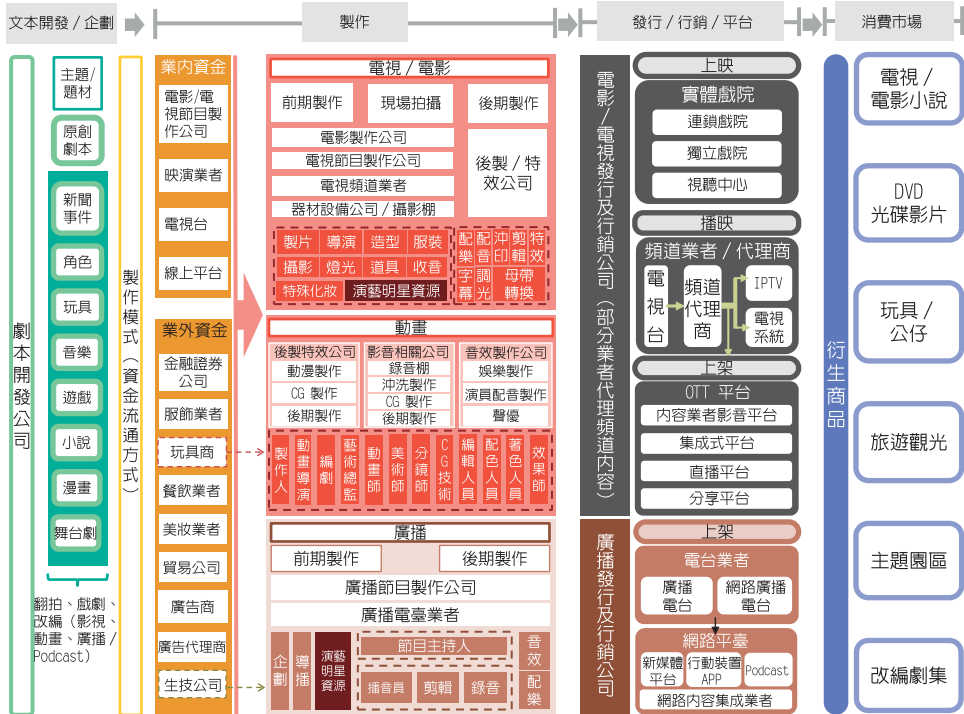 文本開發 / 企劃
製作
發行 / 行銷 / 平台
消費市場
劇本開發公司
主題/
題材
原創
劇本
新聞
事件
角色
玩具
音樂
遊戲
小說
漫畫
舞台劇
翻拍、戲劇、
改編（影視、
動畫、廣播 /
Podcast）
製作模式（資金流通方式）
業內資金
電影/電
視節目製
作公司
映演業者
電視台
線上平台
業外資金
金融證券
公司
服飾業者
玩具商
餐飲業者
美妝業者
貿易公司
廣告商
廣告代理商
生技公司
電視 / 電影
前期製作
現場拍攝
後期製作
電影製作公司
電視節目製作公司
電視頻道業者
器材設備公司 / 攝影棚
後製 / 特
效公司
製片
導演
造型
服裝
攝影
燈光
道具
收音
特殊化妝
演藝明星資源
配樂
配音
沖印
剪輯
特效
字幕
調光
母帶
轉換
動畫
後製特效公司
動漫製作
CG 製作
後期製作
影音相關公司
錄音棚
沖洗製作
CG 製作
後期製作
音效製作公司
娛樂製作
演員配音製作
聲優
製作人
動畫導演
編劇
藝術總監
動畫師
美術師
分鏡師
CG技術
編輯人員
配色人員
著色人員
效果師
廣播
前期製作
後期製作
廣播節目製作公司
廣播電臺業者
企劃
導播
演藝
明星
資源
節目主持人
播音員
剪輯
錄音
音效
配樂
電影/電視發行及行銷公司（部分業者代理頻道內容）
上映
實體戲院
連鎖戲院
獨立戲院
視聽中心
播映
頻道業者 / 代理商
電視台
頻道
代理
商
IPTV
電視
系統
上架
OTT 平台
內容業者影音平台
集成式平台
直播平台
分享平台
廣播發行及行銷公司
上架
電台業者
廣播
電台
網路廣播
電台
網路平臺
新媒體
平台
行動裝置
APP
Podcast
網路內容集成業者
衍生商品
電視 /
電影小說
DVD
光碟影片
玩具 /
公仔
旅遊觀光
主題園區
改編劇集